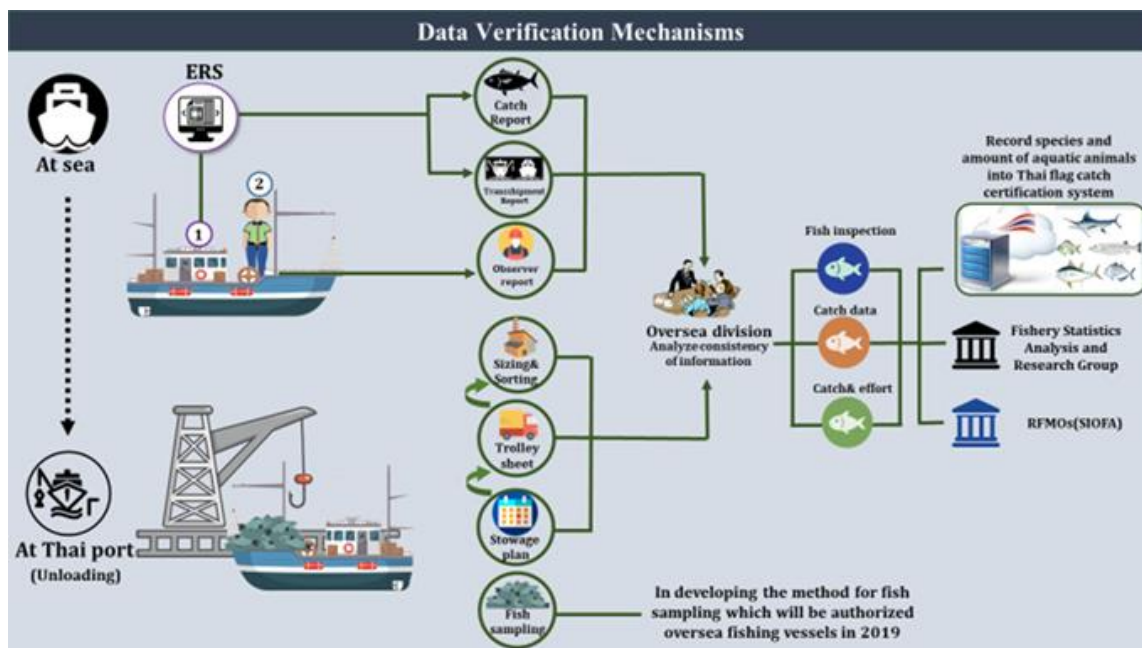 Data Verification Mechanisms
At sea
ERS
2
1
Catch
Report
Transshipment
Report
Observer
report
Oversea division
Analyze consistency
of information
Fish inspection
Catch data
Catch& effort
Record species and
amount of aquatic animals
into Thai flag catch
certification system
Fishery Statistics
Analysis and
Research Group
RFMOs(SIOFA)
At Thai port
(Unloading)
Sizing&
Sorting
Trolley
sheet
Stowage
plan
Fish
sampling
In developing the method for fish
sampling which will be authorized
oversea fishing vessels in 2019